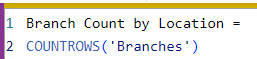 1 Branch Count by Location =
2 COUNTROWS('Branches')